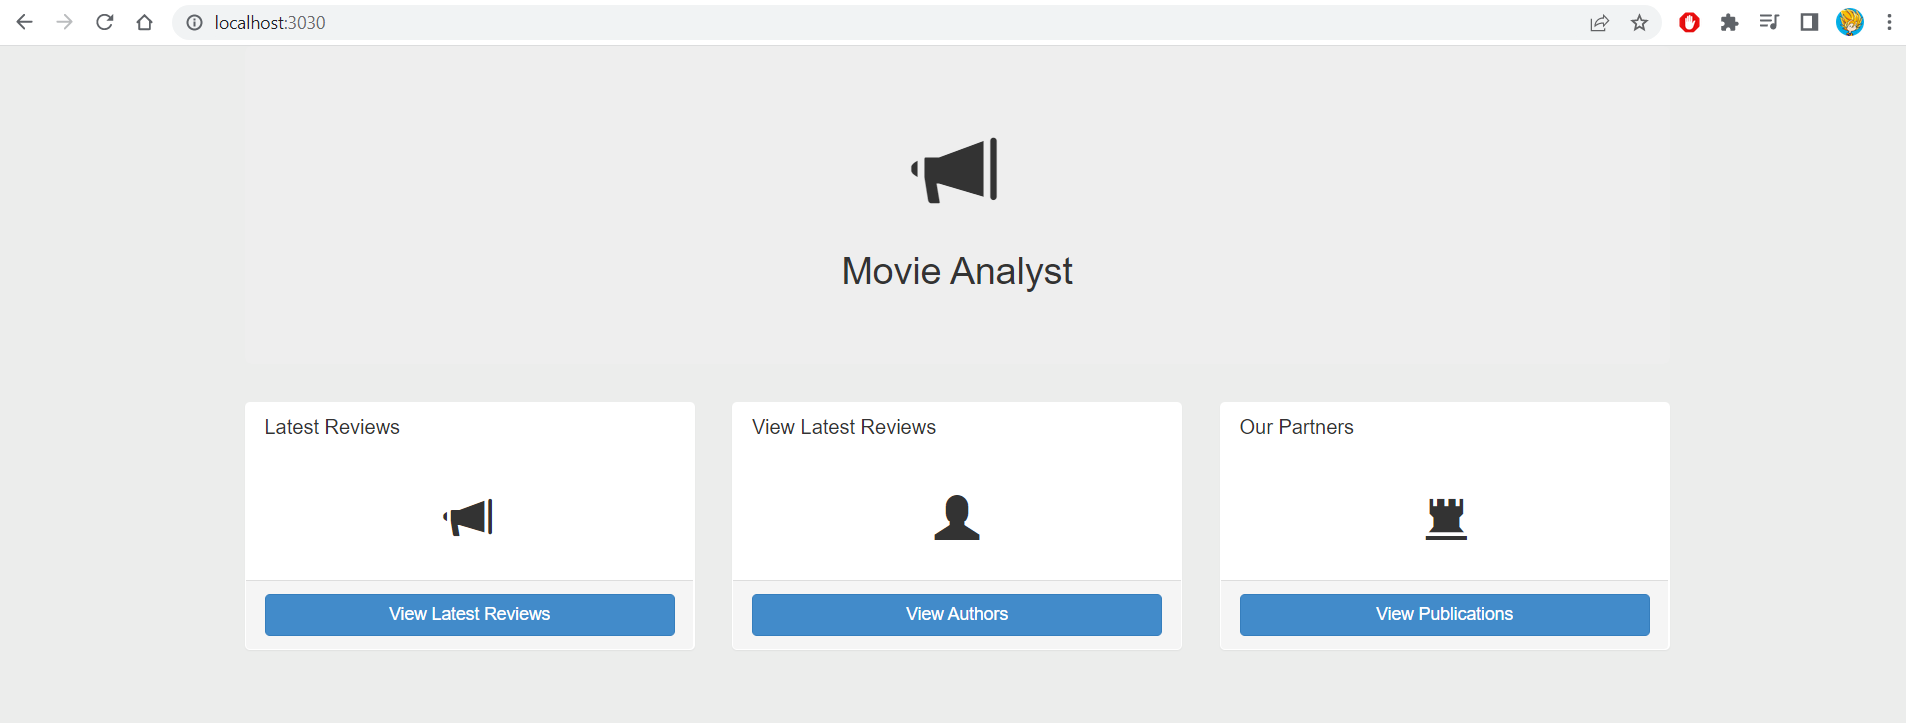 localhost:3030
Movie Analyst
Latest Reviews
View Latest Reviews
Our Partners
View Latest Reviews
View Authors
View Publications